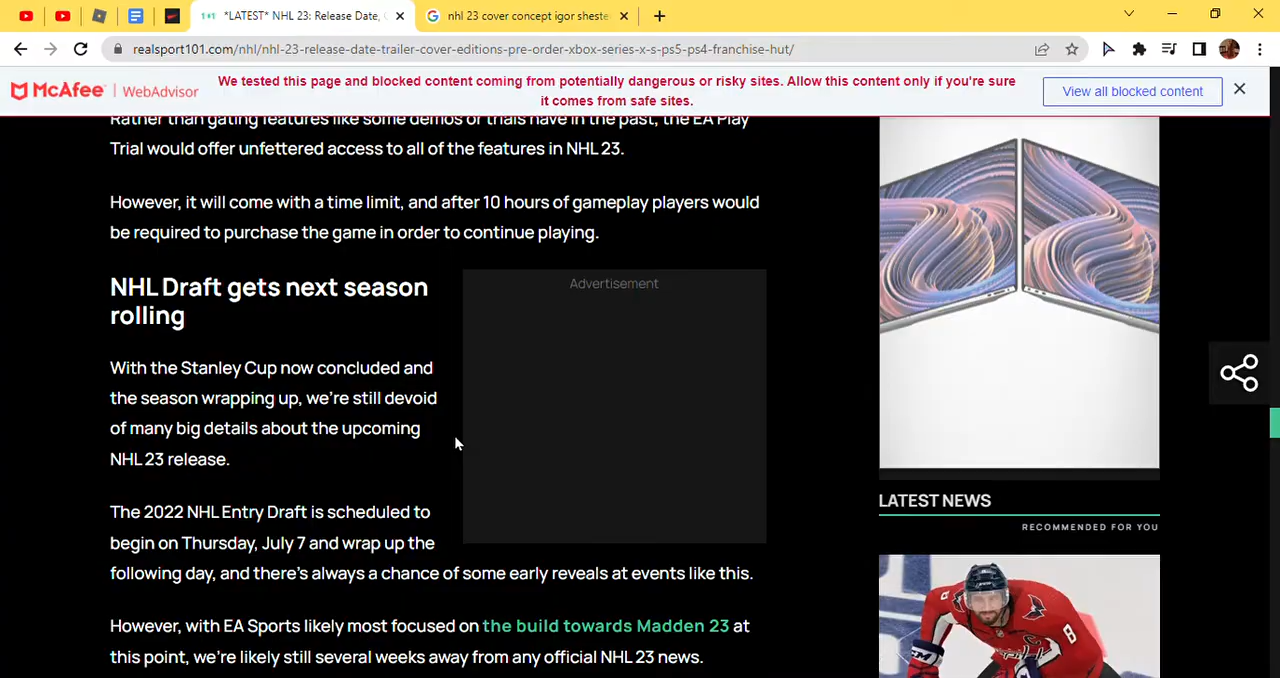 *LATEST* NHL 23: Release Date,
nhl 23 cover concept igor sheste
realsport101.com/nhl/nhl-23-release-date-trailer-cover-editions-pre-order-xbox-series-x-s-ps5-ps4-franchise-hut/
McAfee | WebAdvisor
We tested this page and blocked content coming from potentially dangerous or risky sites. Allow this content only if you're sure
it comes from safe sites.
View all blocked content
Rather than gating features like some demos or trials have in the past, the EA Play
Trial would offer unfettered access to all of the features in NHL 23.
However, it will come with a time limit, and after 10 hours of gameplay players would
be required to purchase the game in order to continue playing.
NHL Draft gets next season
rolling
Advertisement
With the Stanley Cup now concluded and
the season wrapping up, we're still devoid
of many big details about the upcoming
NHL 23 release.
The 2022 NHL Entry Draft is scheduled to
begin on Thursday, July 7 and wrap up the
following day, and there's always a chance of some early reveals at events like this.
However, with EA Sports likely most focused on the build towards Madden 23 at
this point, we're likely still several weeks away from any official NHL 23 news.
LATEST NEWS
RECOMMENDED FOR YOU
8
8